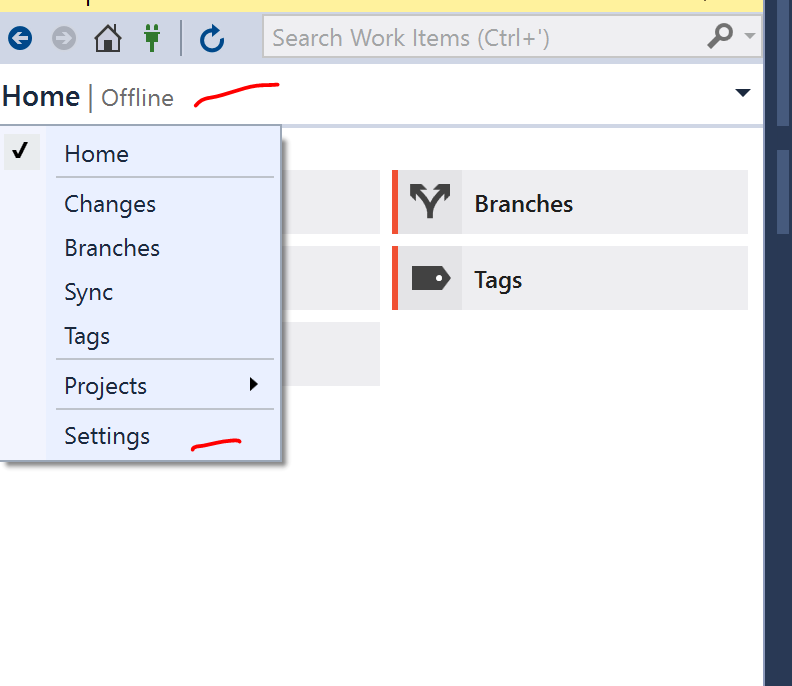 Search Work Items (Ctrl+')
Home | Offline
Home
Changes
Branches
Sync
Tags
Projects
Settings
Branches
Tags